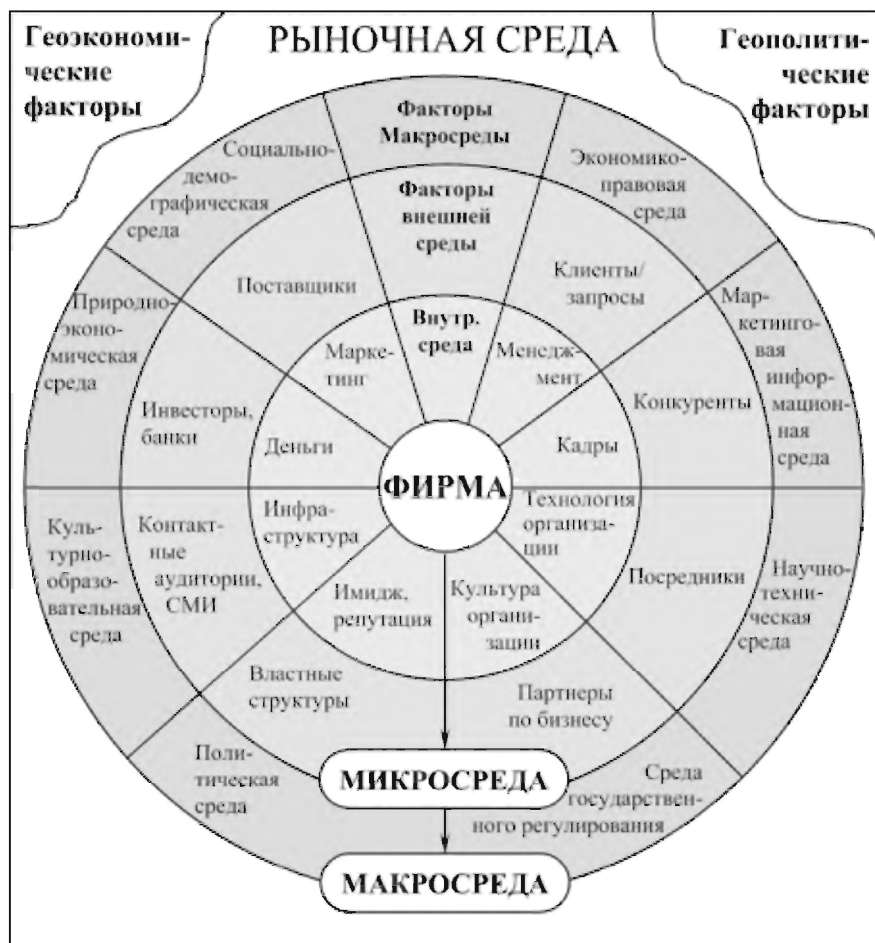 Геоэкономи-
ческие
факторы
РЫНОЧНАЯ СРЕДА
Геополити-
ческие
факторы
Факторы
Макросреды
Социально-
демо-
графическая
среда
Экономико-
правовая
среда
Факторы
внешней
среды
Поставщики
Клиенты/
запросы
Природно-
эконо-
мическая
среда
Мар-
кетингo-
вая
инфор-
мацион-
ная
среда
Внутр.
среда
Марке-
тинг
Менедж-
мент
Инвесторы,
банки
Деньги
Кадры
Конкуренты
ФИРМА
Куль-
турно-
образо-
вательная
среда
Контакт-
ные
аудитории,
СМИ
Инфра-
структура
Технология
организа-
ции
Посредники
Научно-
техни-
ческая
среда
Имидж,
репутация
Культура
органи-
зации
Властные
структуры
Партнеры
по бизнесу
Поли-
тическая
среда
МИКРОСРЕДА
Среда
государствен-
ного регулирования
МАКРОСРЕДА